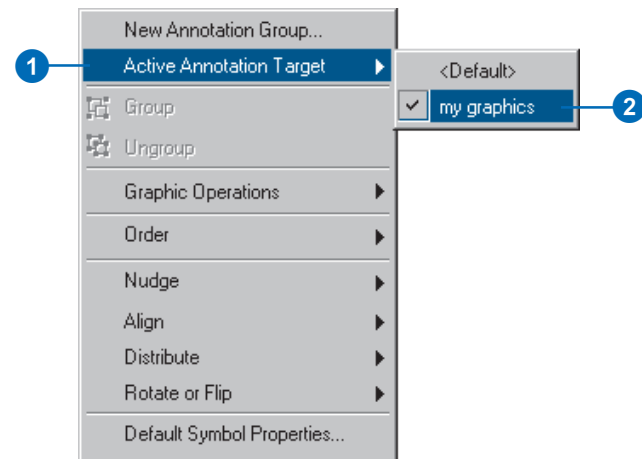 New Annotation Group...
1
Active Annotation Target
<Default>
Group
my graphics
2
Ungroup
Graphic Operations
Order
Nudge
Align
Distribute
Rotate or Flip
Default Symbol Properties...